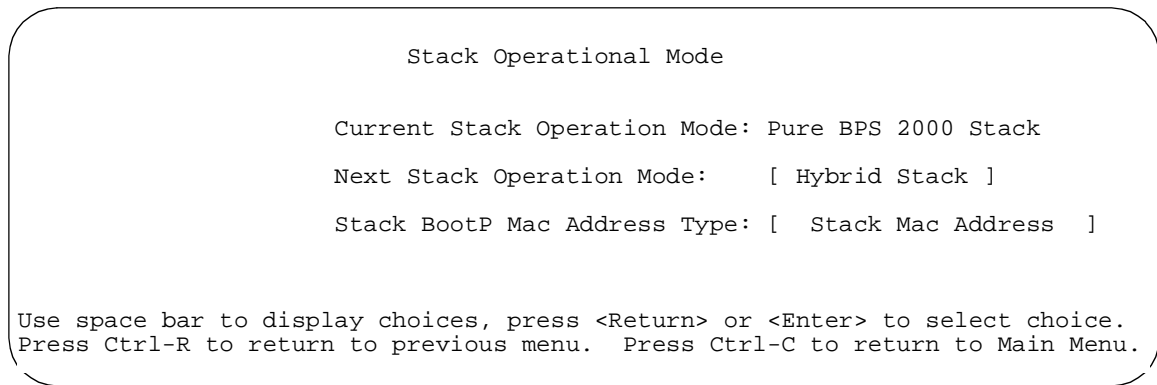 Stack Operational Mode
Current Stack Operation Mode: Pure BPS 2000 Stack
Next Stack Operation Mode: [ Hybrid Stack ]
Stack BootP Mac Address Type: [ Stack Mac Address ]
Use space bar to display choices, press <Return> or <Enter> to select choice.
Press Ctrl-R to return to previous menu. Press Ctrl-C to return to Main Menu.